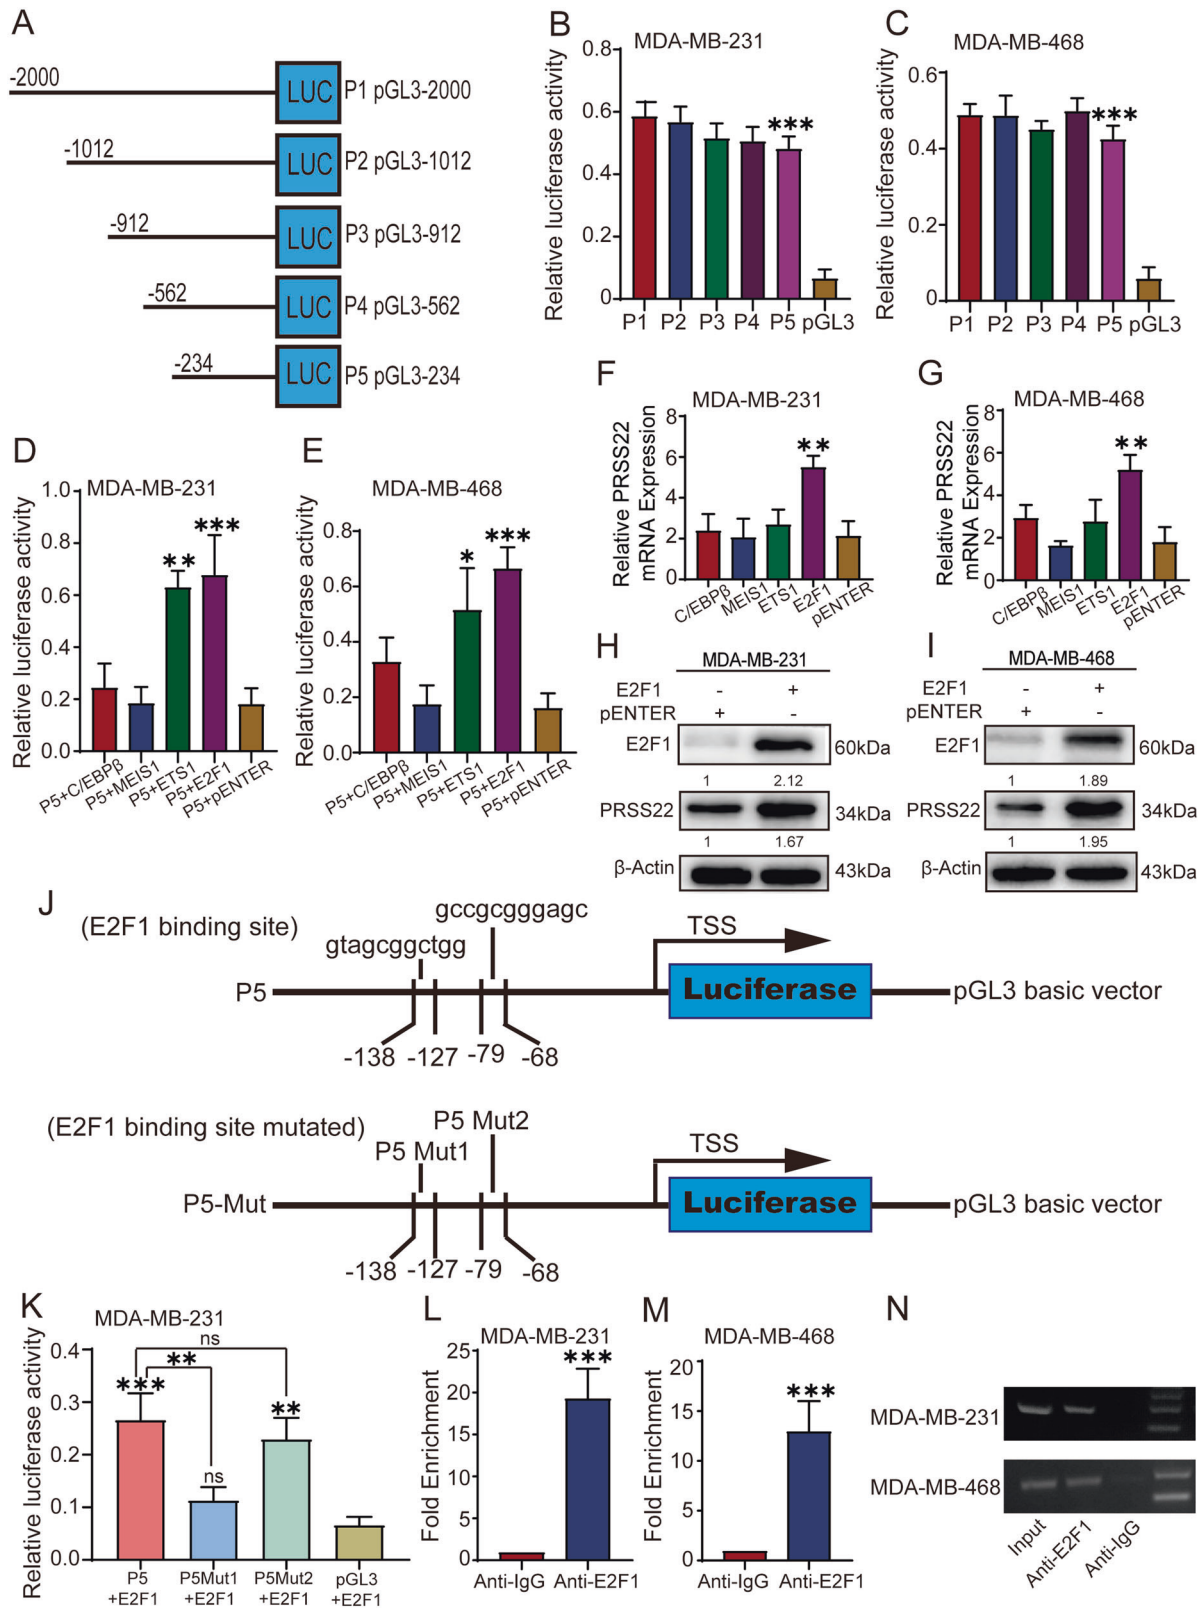 A
-2000
LUC
P1 pGL3-2000
-1012
LUC
P2 pGL3-1012
-912
LUC
P3 pGL3-912
-562
LUC
P4 pGL3-562
-234
LUC
P5 pGL3-234
B
MDA-MB-231
Relative luciferase activity
0.8
0.6
0.4
0.2
0
***
P1 P2 P3 P4 P5 pGL3
C
MDA-MB-468
Relative luciferase activity
0.6
0.4
0.2
0
***
P1 P2 P3 P4 P5 pGL3
D
MDA-MB-231
Relative luciferase activity
1.0
0.8
0.6
0.4
0.2
0.0
** ***
P5+C/EBPβ
P5+MEIS1
P5+ETS1
P5+E2F1
P5+pENTER
E
MDA-MB-468
Relative luciferase activity
0.8
0.6
0.4
0.2
0.0
* ***
P5+C/EBPβ
P5+MEIS1
P5+ETS1
P5+E2F1
P5+pENTER
F
MDA-MB-231
Relative PRSS22
mRNA Expression
8
6
4
2
0
**
C/EBPβ
MEIS1
ETS1
E2F1
pENTER
G
MDA-MB-468
Relative PRSS22
mRNA Expression
8
6
4
2
0
**
C/EBPβ
MEIS1
ETS1
E2F1
pENTER
H
MDA-MB-231
E2F1 - +
pENTER + -
E2F1 60kDa
1 2.12
PRSS22 34kDa
1 1.67
β-Actin 43kDa
I
MDA-MB-468
E2F1 - +
pENTER + -
E2F1 60kDa
1 1.89
PRSS22 34kDa
1 1.95
β-Actin 43kDa
J
(E2F1 binding site)
gccgcgggagc
gtagcggctgg
TSS
P5
Luciferase
pGL3 basic vector
-138 -127 -79 -68
(E2F1 binding site mutated)
P5 Mut2
P5 Mut1
TSS
P5-Mut
Luciferase
pGL3 basic vector
-138 -127 -79 -68
K
MDA-MB-231
Relative luciferase activity
0.4
0.3
0.2
0.1
0.0
ns
**
***
ns
**
P5 +E2F1
P5Mut1 +E2F1
P5Mut2 +E2F1
pGL3 +E2F1
L
MDA-MB-231
Fold Enrichment
25
20
15
10
5
0
***
Anti-IgG Anti-E2F1
M
MDA-MB-468
Fold Enrichment
20
15
10
5
0
***
Anti-IgG Anti-E2F1
N
MDA-MB-231
MDA-MB-468
Input
Anti-E2F1
Anti-IgG